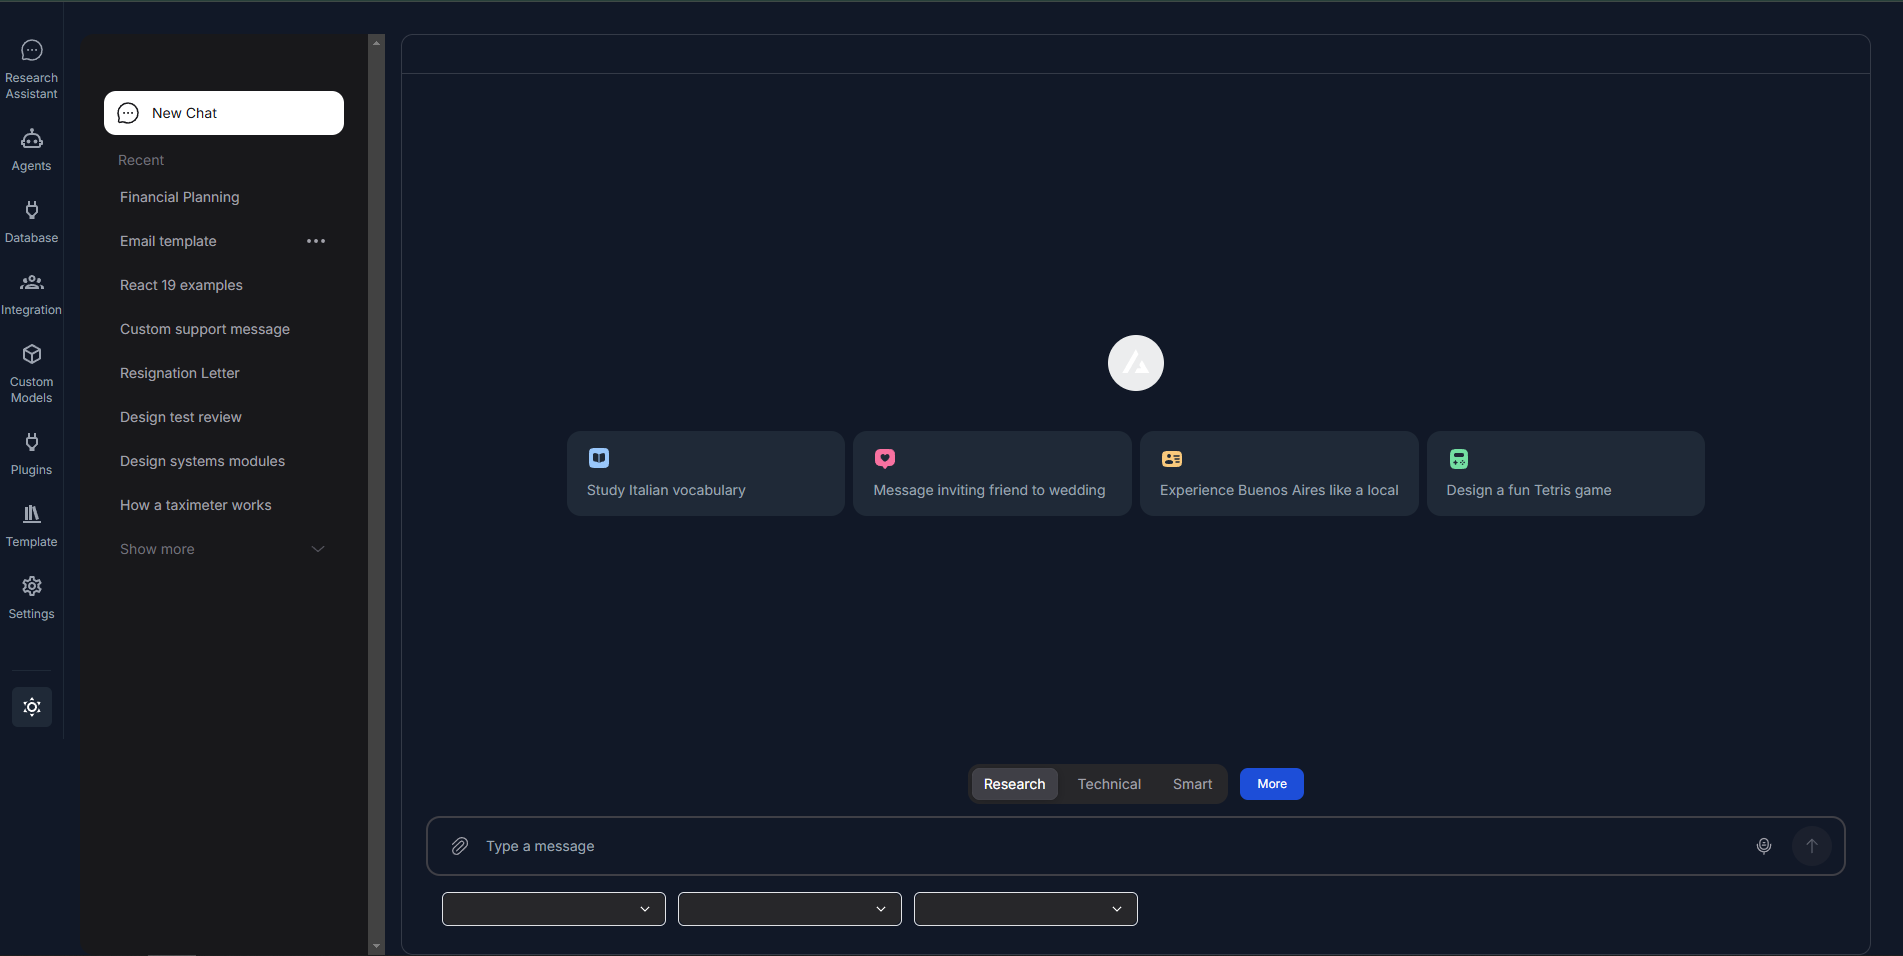 Research
Assistant
Agents
Database
Integration
Custom
Models
Plugins
Template
Settings
New Chat
Recent
Financial Planning
Email template
React 19 examples
Custom support message
Resignation Letter
Design test review
Design systems modules
How a taximeter works
Show more
Study Italian vocabulary
Message inviting friend to wedding
Experience Buenos Aires like a local
Design a fun Tetris game
Research Technical Smart More
Type a message